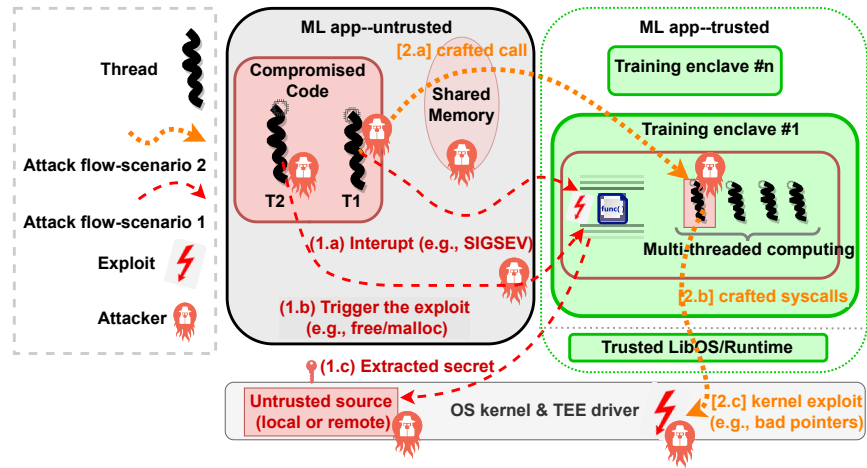 Thread
Attack flow-scenario 2
Attack flow-scenario 1
Exploit
Attacker
ML app--untrusted
[2.a] crafted call
Compromised
Code
T2
T1
Shared
Memory
(1.a) Interupt (e.g., SIGSEV)
(1.b) Trigger the exploit
(e.g., free/malloc)
(1.c) Extracted secret
ML app--trusted
Training enclave #n
Training enclave #1
func( )
Multi-threaded computing
[2.b] crafted syscalls
Trusted LibOS/Runtime
Untrusted source
(local or remote)
OS kernel & TEE driver
[2.c] kernel exploit
(e.g., bad pointers)